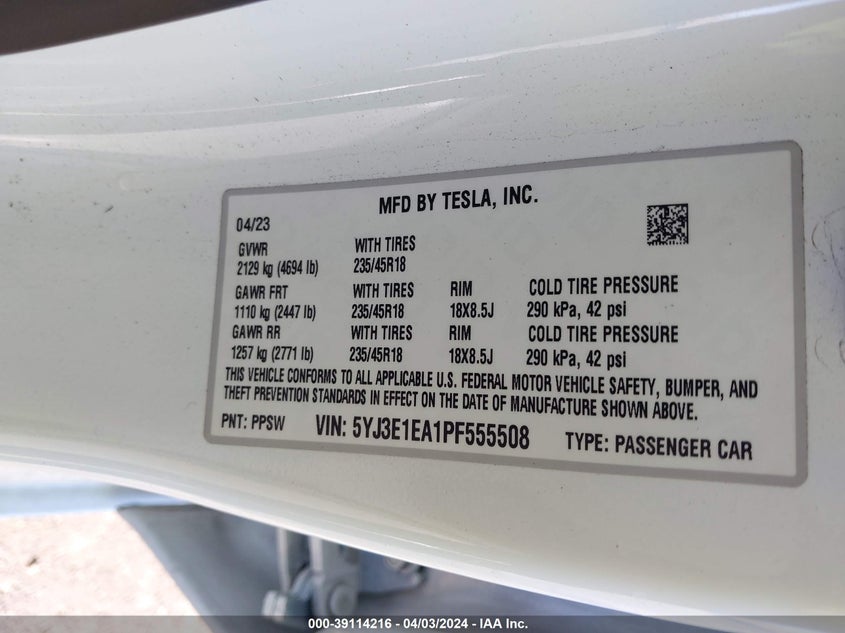 MFD BY TESLA, INC.
04/23
GVWR WITH TIRES
2129 kg (4694 lb) 235/45R18
GAWR FRT WITH TIRES RIM COLD TIRE PRESSURE
1110 kg (2447 lb) 235/45R18 18X8.5J 290 kPa, 42 psi
GAWR RR WITH TIRES RIM COLD TIRE PRESSURE
1257 kg (2771 lb) 235/45R18 18X8.5J 290 kPa, 42 psi
THIS VEHICLE CONFORMS TO ALL APPLICABLE U.S. FEDERAL MOTOR VEHICLE SAFETY, BUMPER, AND
THEFT PREVENTION STANDARDS IN EFFECT ON THE DATE OF MANUFACTURE SHOWN ABOVE.
PNT: PPSW VIN: 5YJ3E1EA1PF555508 TYPE: PASSENGER CAR
000-39114216 - 04/03/2024 - IAA Inc.